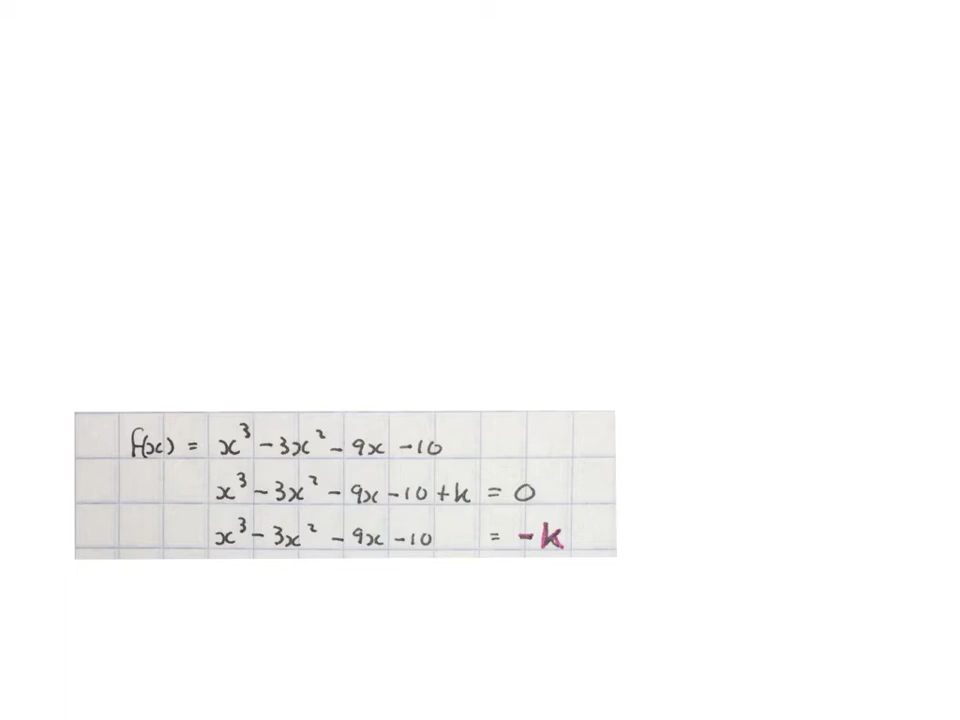 f(x) = x³ - 3x² - 9x - 10
x³ - 3x² - 9x - 10 + k = 0
x³ - 3x² - 9x - 10 = - k